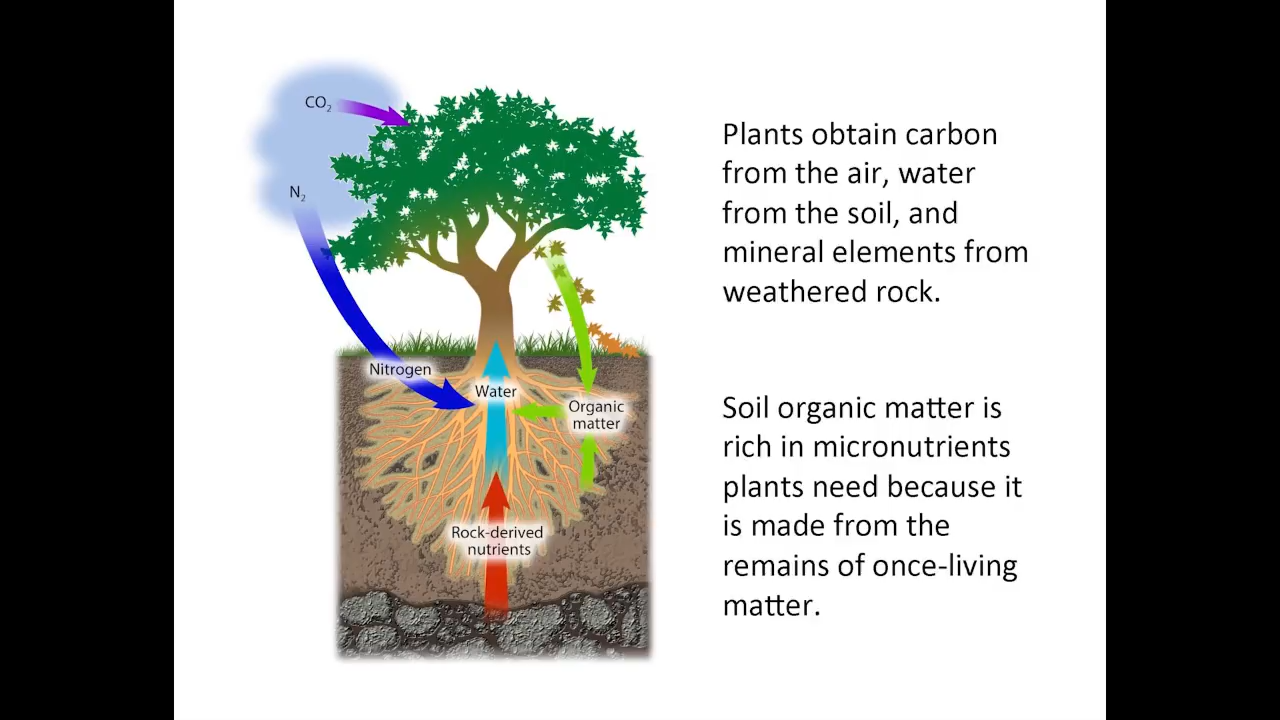 CO₂
N₂
Nitrogen
Water
Organic
matter
Rock-derived
nutrients
Plants obtain carbon
from the air, water
from the soil, and
mineral elements from
weathered rock.
Soil organic matter is
rich in micronutrients
plants need because it
is made from the
remains of once-living
matter.